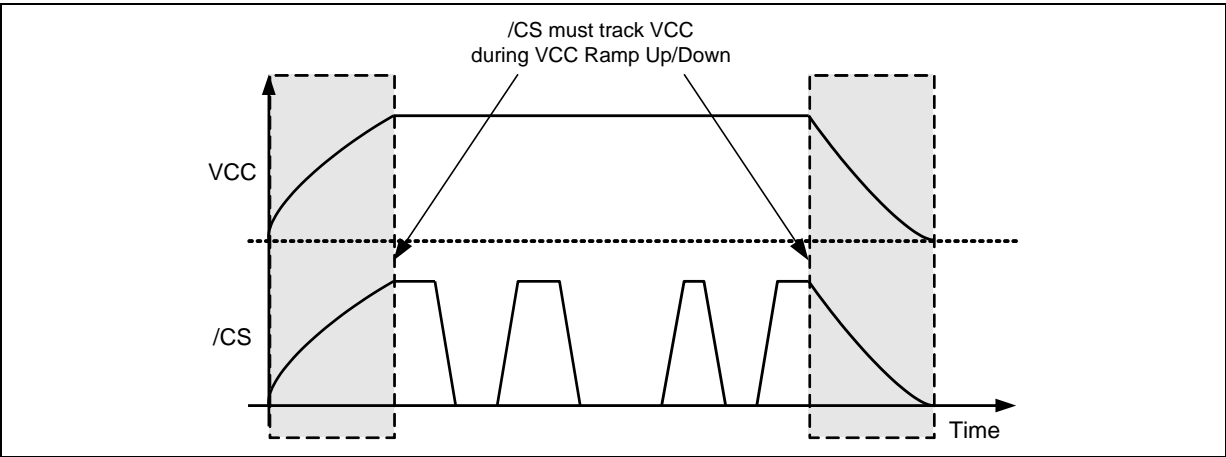 /CS must track VCC
during VCC Ramp Up/Down
VCC
/CS
Time